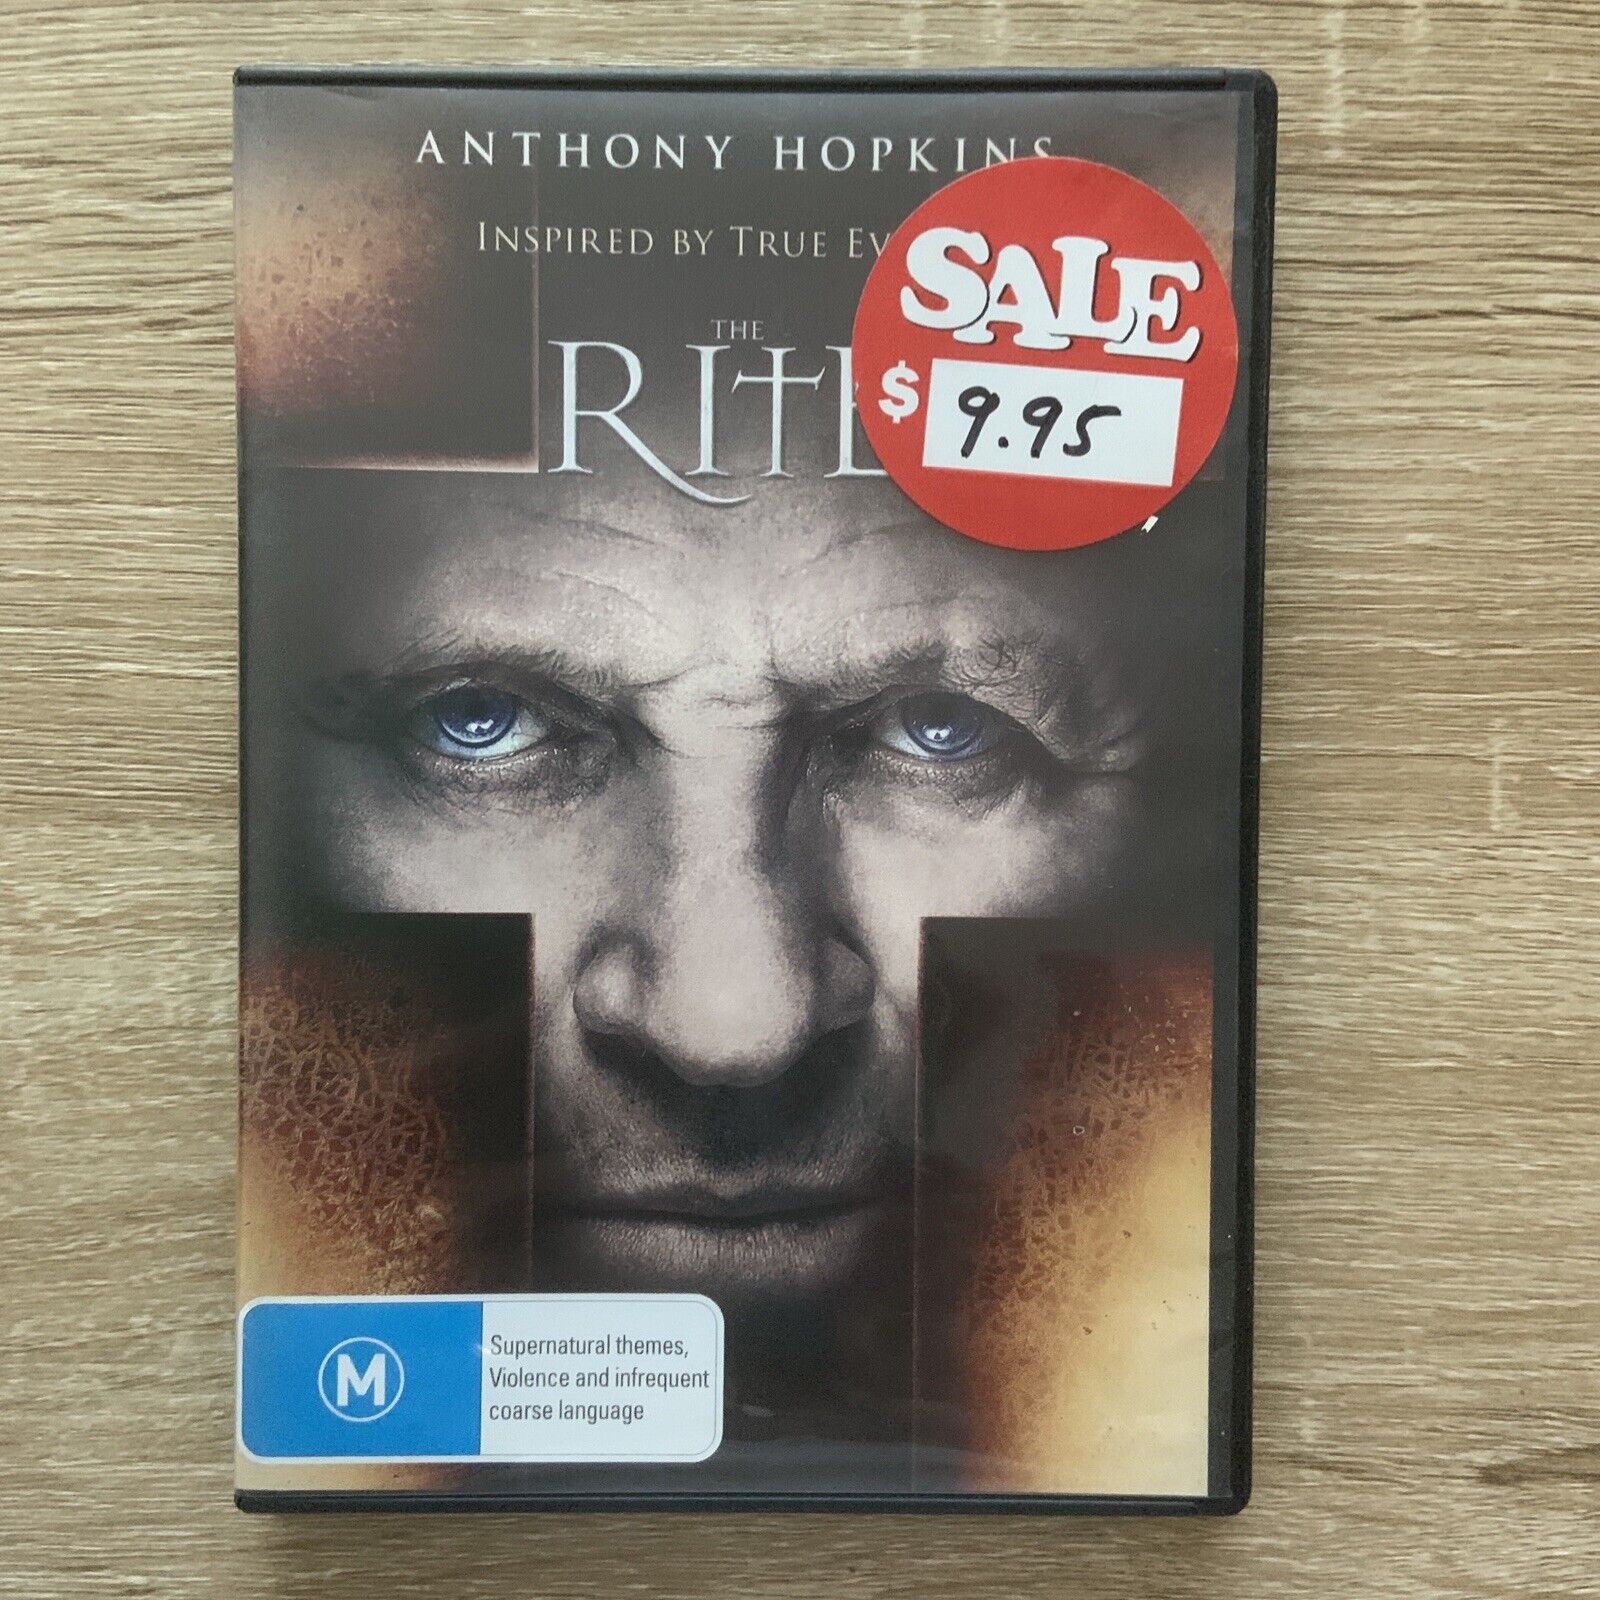 ANTHONY HOPKINS
INSPIRED BY TRUE EV
THE
RITE
SALE
$ 9.95
M
Supernatural themes,
Violence and infrequent
coarse language